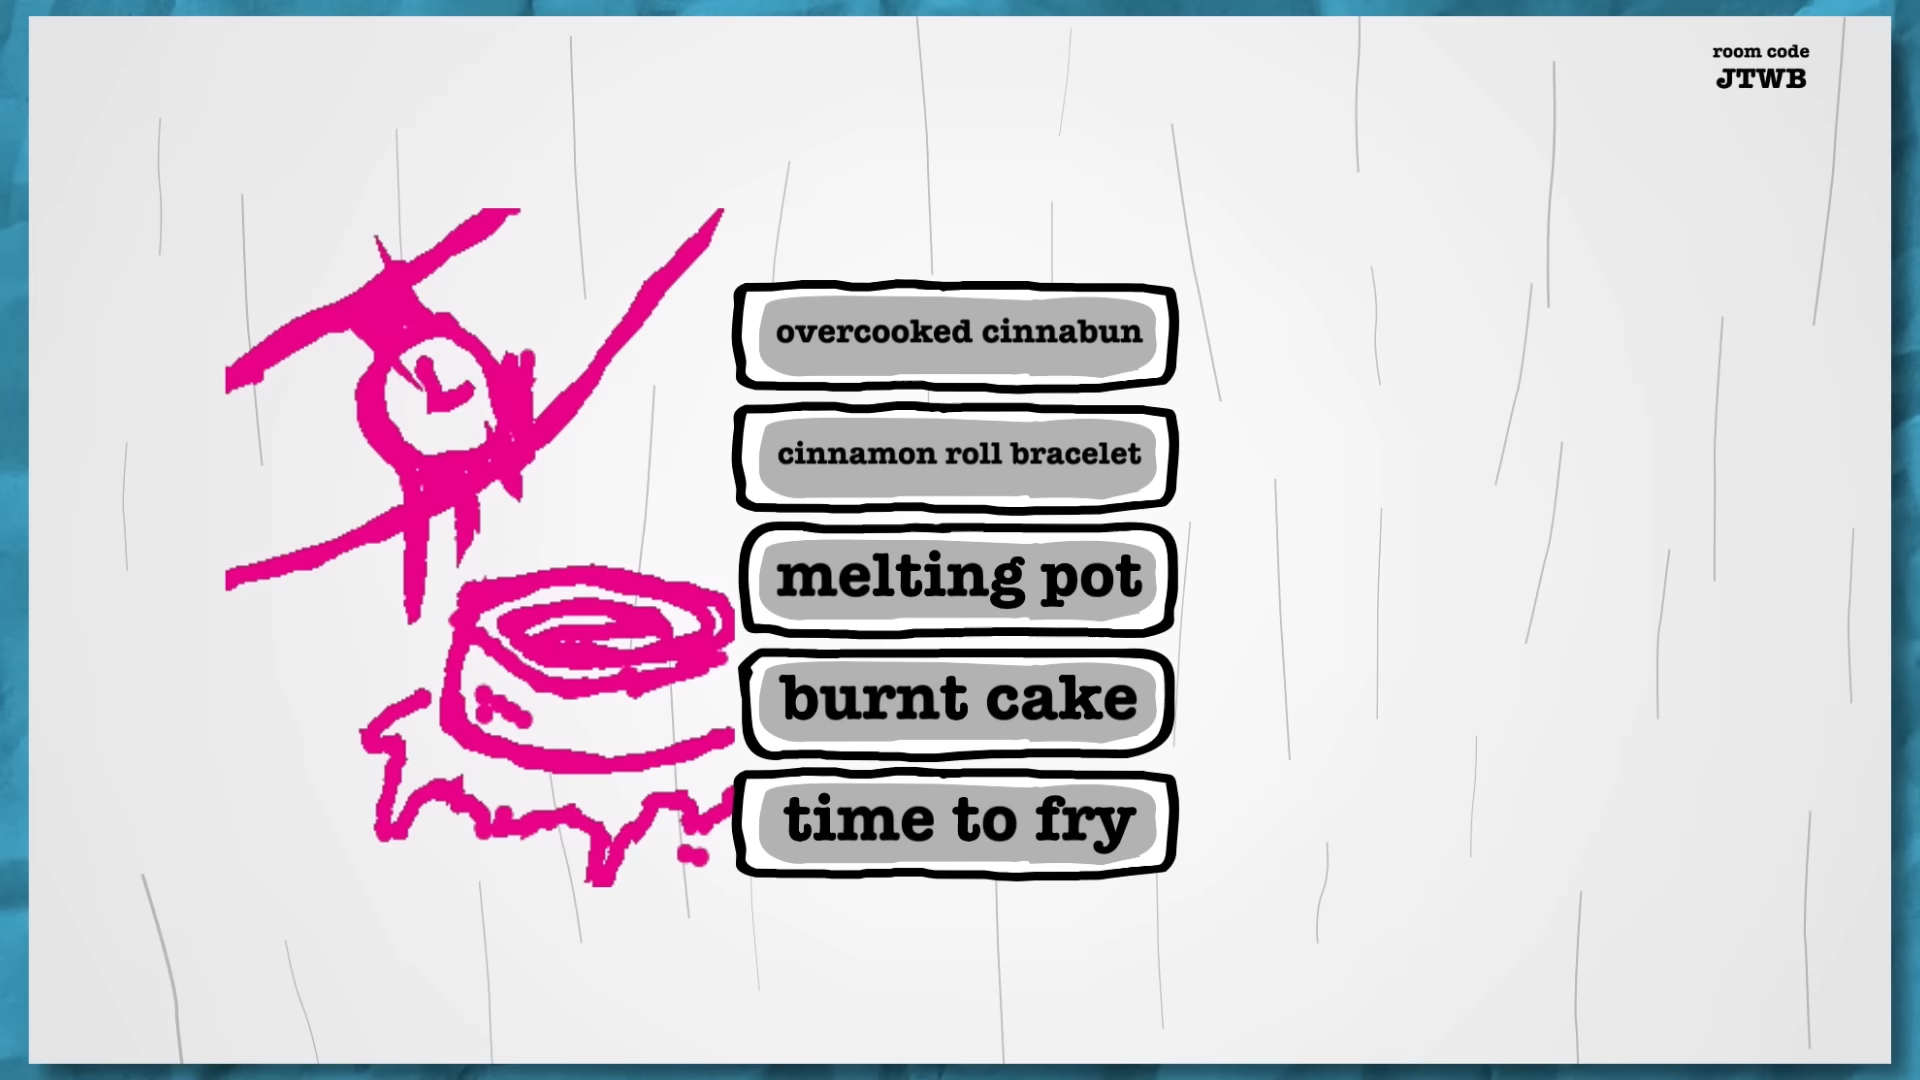 room code
JTWB
overcooked cinnabun
cinnamon roll bracelet
melting pot
burnt cake
time to fry